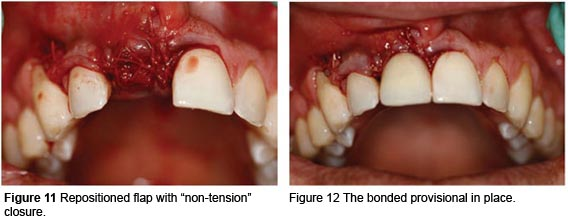 Figure 11 Repositioned flap with “non-tension”
closure.
Figure 12 The bonded provisional in place.